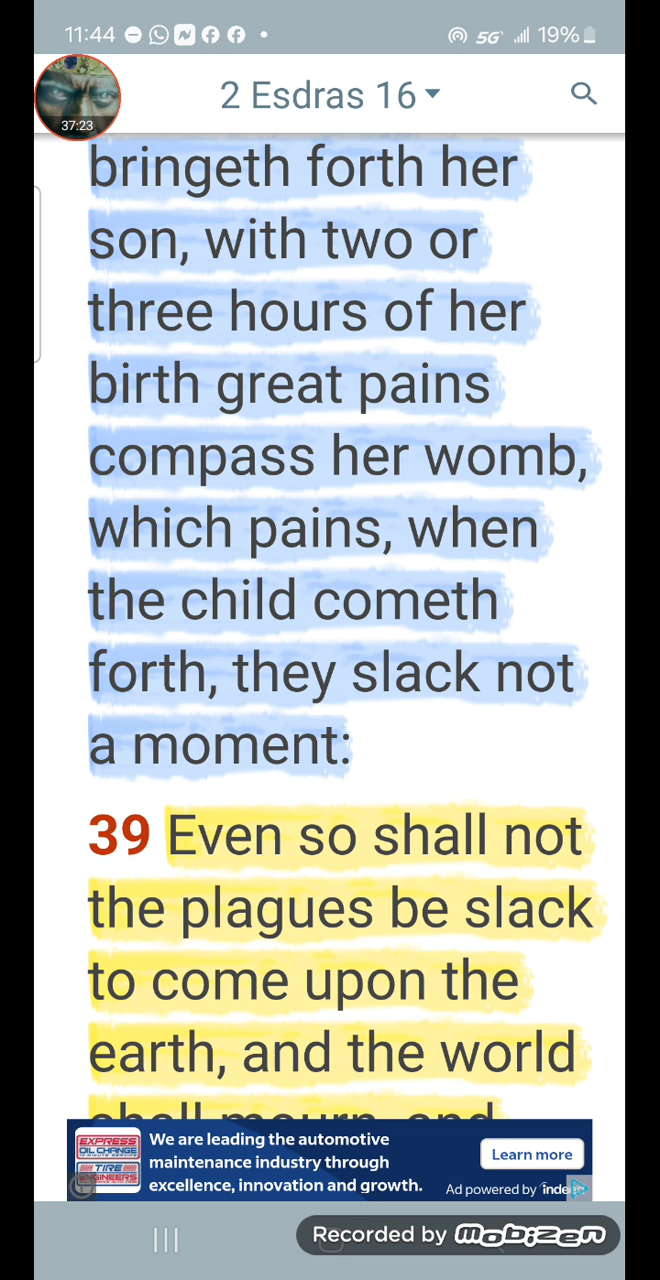 11:44
5G 19%
37:23
2 Esdras 16
bringeth forth her
son, with two or
three hours of her
birth great pains
compass her womb,
which pains, when
the child cometh
forth, they slack not
a moment:
39 Even so shall not
the plagues be slack
to come upon the
earth, and the world
shall mourn, and
EXPRESS
OIL CHANGE
TIRE
ENGINEERS
We are leading the automotive
maintenance industry through
excellence, innovation and growth.
Learn more
Ad powered by indeed
Recorded by mobizen